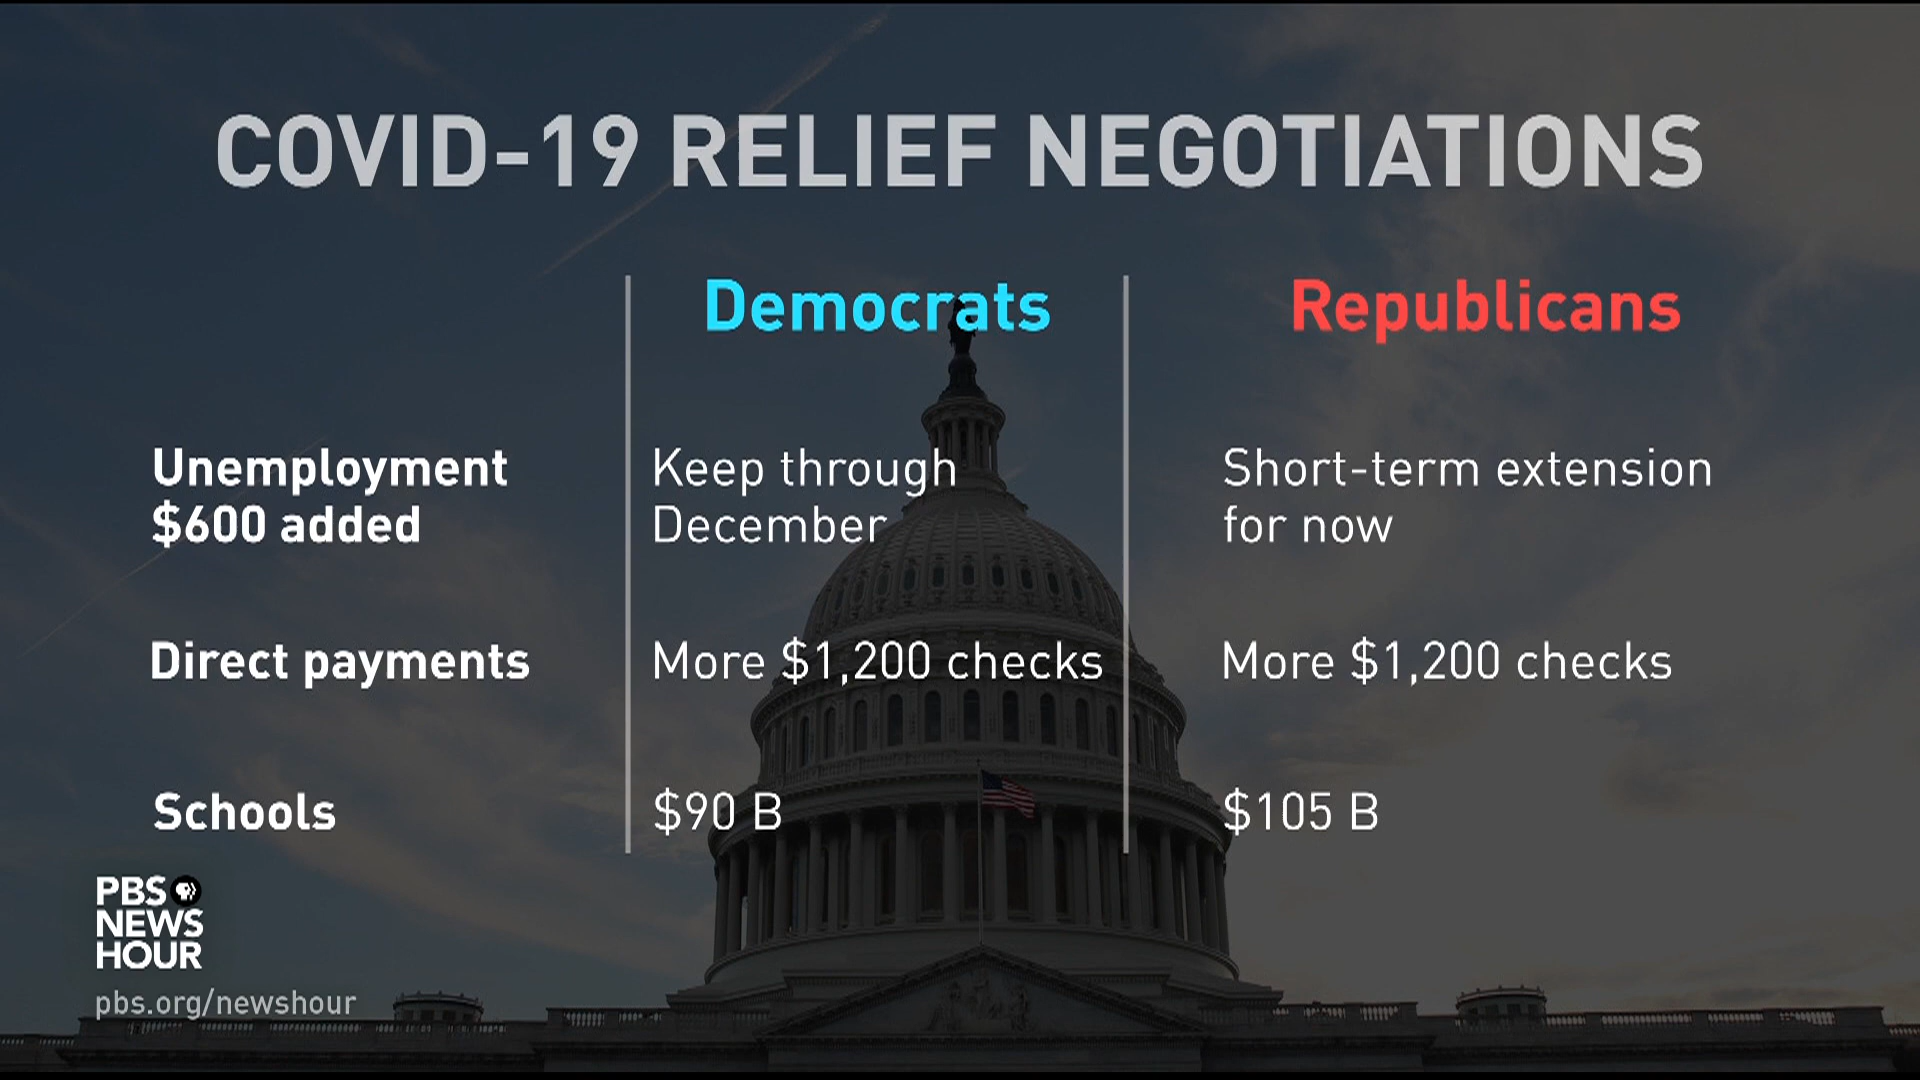 COVID-19 RELIEF NEGOTIATIONS
Democrats
Republicans
Unemployment
$600 added
Keep through
December
Short-term extension
for now
Direct payments
More $1,200 checks
More $1,200 checks
Schools
$90 B
$105 B
PBS
NEWS
HOUR
pbs.org/newshour